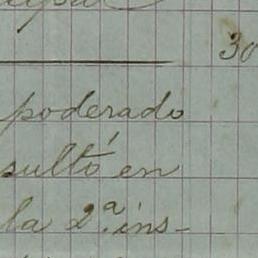 30
poderado
sultó en
la 2ª ins-